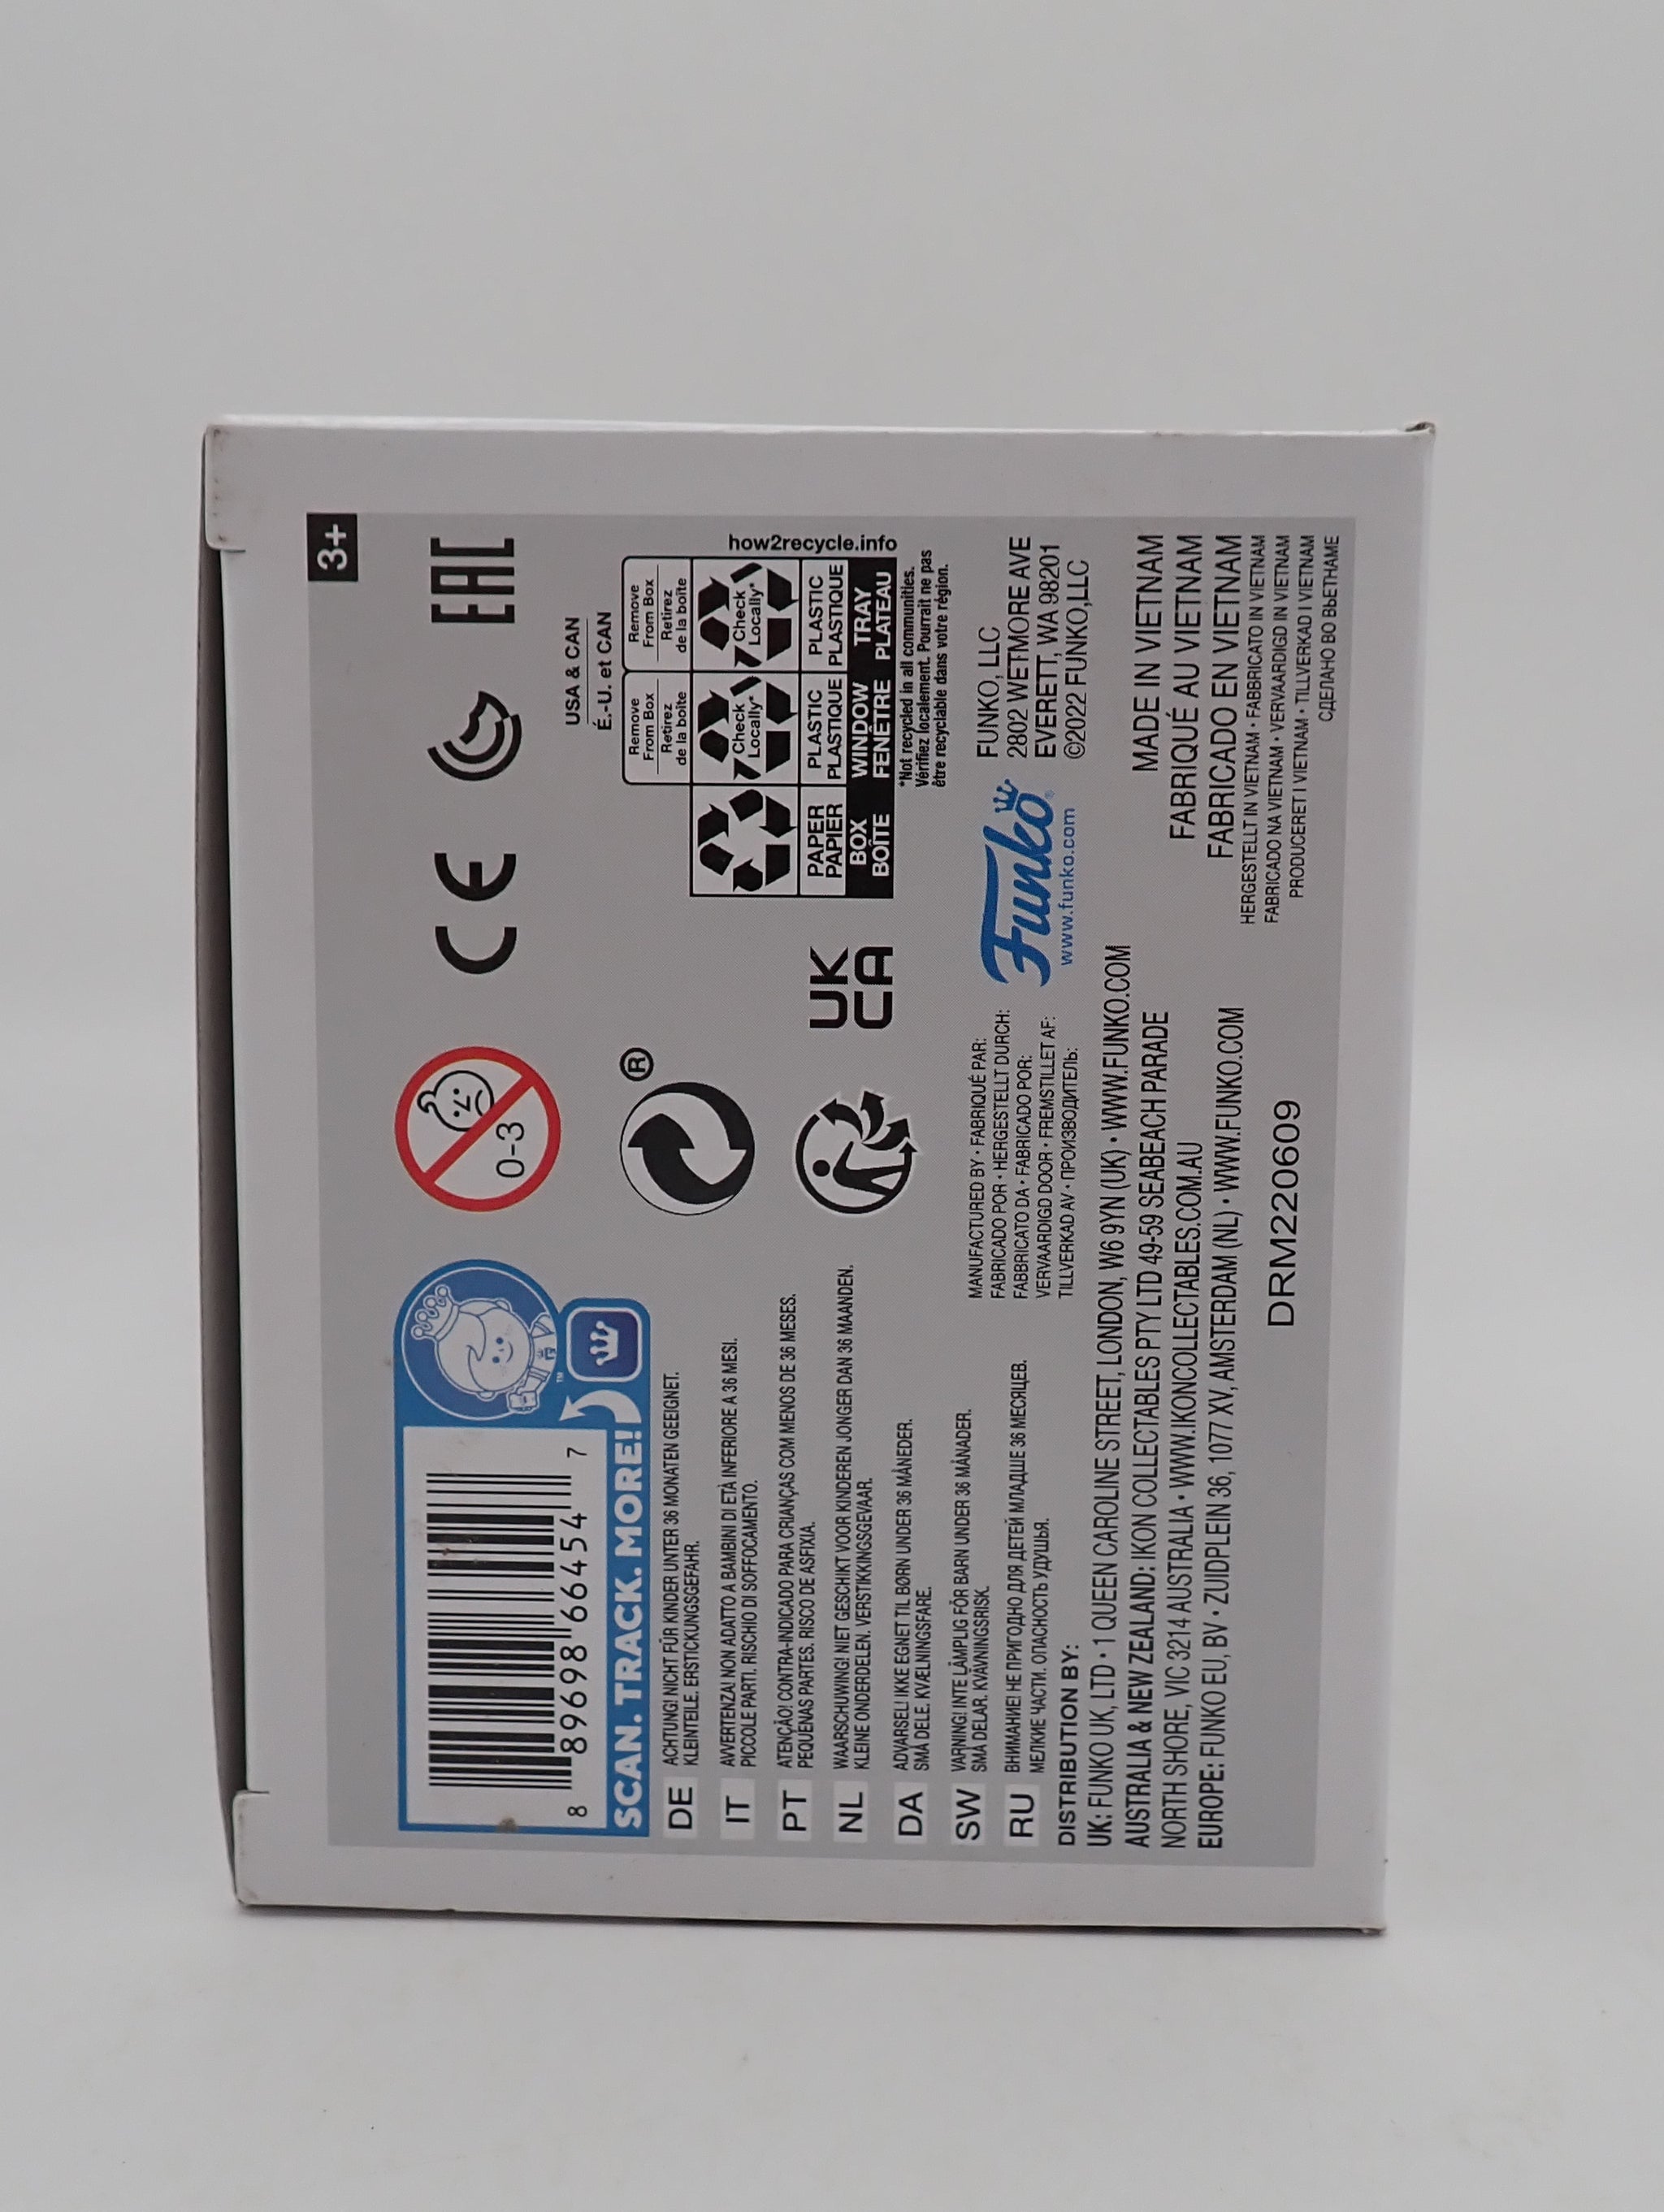 3+
8 89698 66454 7
SCAN. TRACK. MORE!
TM
0-3
CE
EAC
USA & CAN
É.-U. et CAN
Remove
From Box
Retirez
de la boîte
Remove
From Box
Retirez
de la boîte
Check
Locally*
Check
Locally*
PAPER
PAPIER
PLASTIC
PLASTIQUE
PLASTIC
PLASTIQUE
BOX
BOÎTE
WINDOW
FENÊTRE
TRAY
PLATEAU
how2recycle.info
*Not recycled in all communities.
Vérifiez localement. Pourrait ne pas
être recyclable dans votre région.
®
UK
CA
DE ACHTUNG! NICHT FÜR KINDER UNTER 36 MONATEN GEEIGNET.
KLEINTEILE. ERSTICKUNGSGEFAHR.
IT AVVERTENZA! NON ADATTO A BAMBINI DI ETÀ INFERIORE A 36 MESI.
PICCOLE PARTI. RISCHIO DI SOFFOCAMENTO.
PT ATENÇÃO! CONTRA-INDICADO PARA CRIANÇAS COM MENOS DE 36 MESES.
PEQUENAS PARTES. RISCO DE ASFIXIA.
NL WAARSCHUWING! NIET GESCHIKT VOOR KINDEREN JONGER DAN 36 MAANDEN.
KLEINE ONDERDELEN. VERSTIKKINGSGEVAAR.
DA ADVARSEL! IKKE EGNET TIL BØRN UNDER 36 MÅNEDER.
SMÅ DELE. KVÆLNINGSFARE.
SW VARNING! INTE LÄMPLIG FÖR BARN UNDER 36 MÅNADER.
SMÅ DELAR. KVÄVNINGSRISK.
RU ВНИМАНИЕ! НЕ ПРИГОДНО ДЛЯ ДЕТЕЙ МЛАДШЕ 36 МЕСЯЦЕВ.
МЕЛКИЕ ЧАСТИ. ОПАСНОСТЬ УДУШЬЯ.
MANUFACTURED BY • FABRIQUÉ PAR:
FABRICADO POR • HERGESTELLT DURCH:
FABBRICATO DA • FABRICADO POR:
VERVAARDIGD DOOR • FREMSTILLET AF:
TILLVERKAD AV • ПРОИЗВОДИТЕЛЬ:
Funko®
www.funko.com
FUNKO, LLC
2802 WETMORE AVE
EVERETT, WA 98201
©2022 FUNKO,LLC
DISTRIBUTION BY:
UK: FUNKO UK, LTD • 1 QUEEN CAROLINE STREET, LONDON, W6 9YN (UK) • WWW.FUNKO.COM
AUSTRALIA & NEW ZEALAND: IKON COLLECTABLES PTY LTD 49-59 SEABEACH PARADE
NORTH SHORE, VIC 3214 AUSTRALIA • WWW.IKONCOLLECTABLES.COM.AU
EUROPE: FUNKO EU, BV • ZUIDPLEIN 36, 1077 XV, AMSTERDAM (NL) • WWW.FUNKO.COM
DRM220609
MADE IN VIETNAM
FABRIQUÉ AU VIETNAM
FABRICADO EN VIETNAM
HERGESTELLT IN VIETNAM • FABBRICATO IN VIETNAM
FABRICADO NA VIETNAM • VERVAARDIGD IN VIETNAM
PRODUCERET I VIETNAM • TILLVERKAD I VIETNAM
СДЕЛАНО ВО ВЬЕТНАМЕ